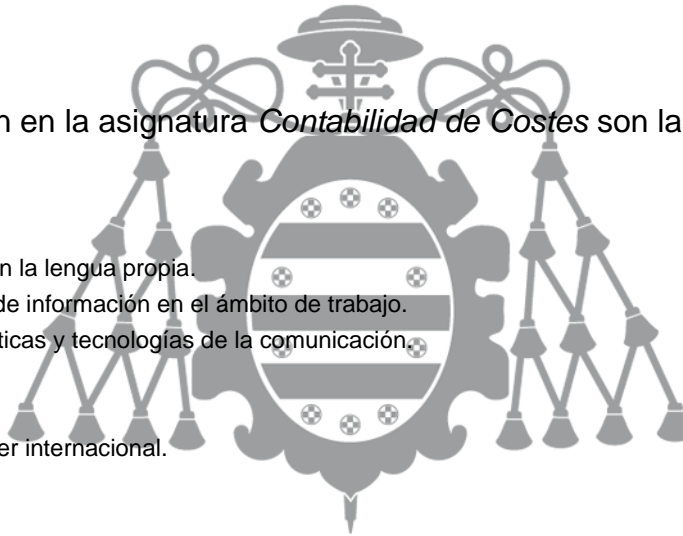 n en la asignatura Contabilidad de Costes son la
n la lengua propia.
de información en el ámbito de trabajo.
ticas y tecnologías de la comunicación.
er internacional.